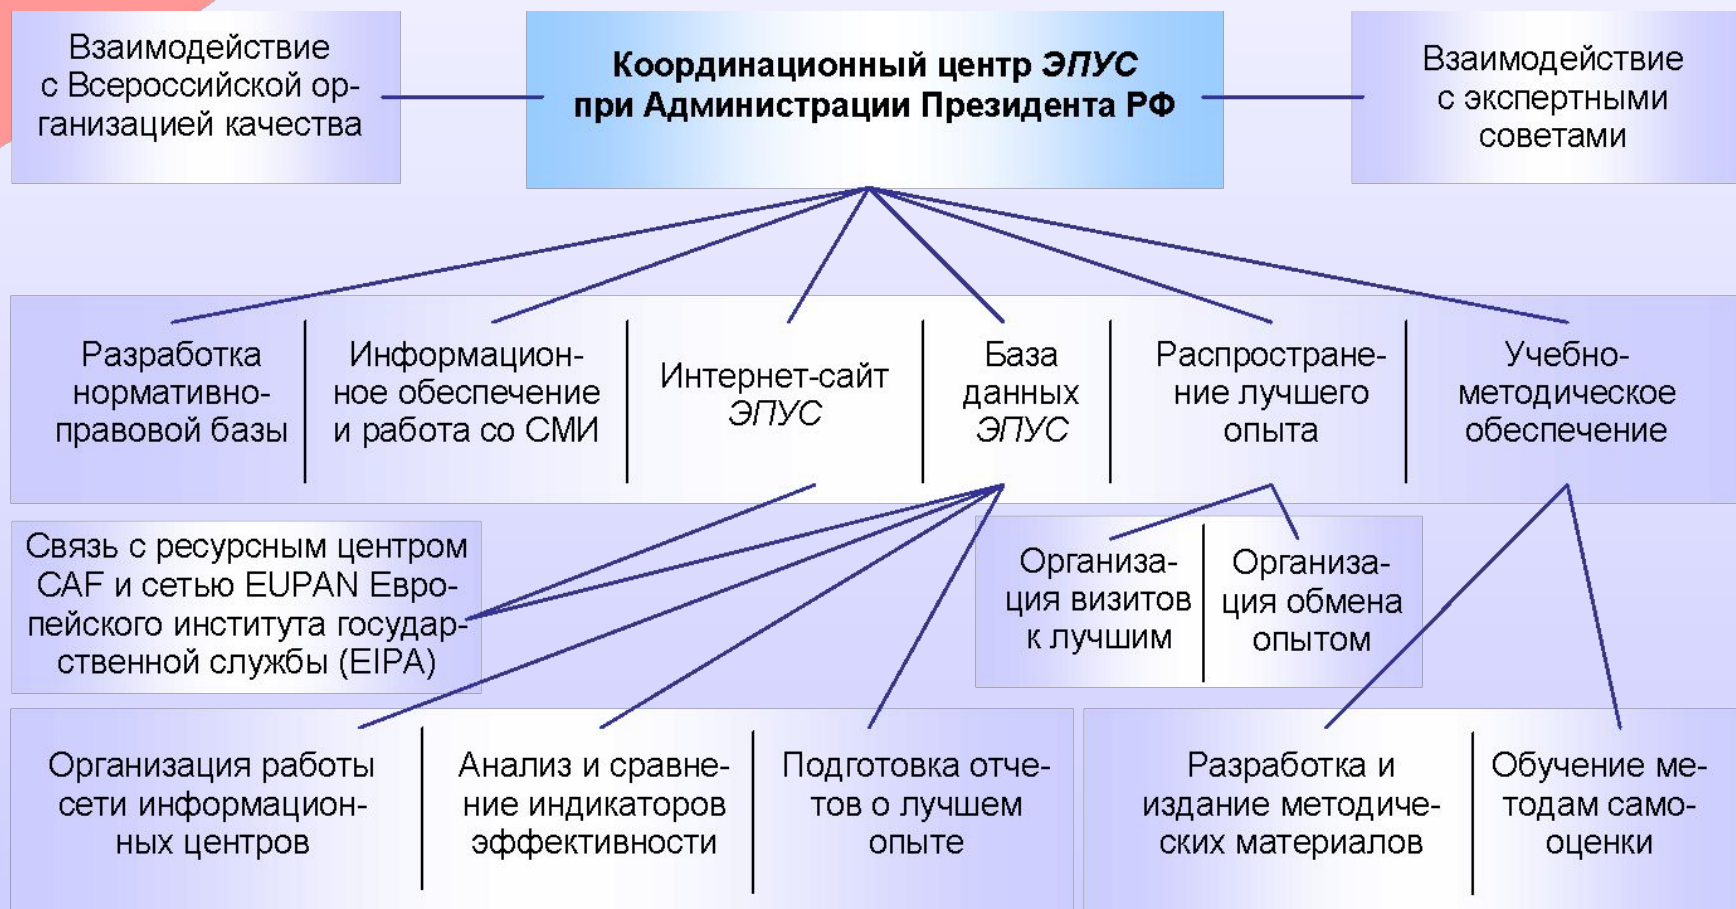 Взаимодействие
с Всероссийской ор-
ганизацией качества
Координационный центр ЭПУС
при Администрации Президента РФ
Взаимодействие
с экспертными
советами
Разработка
нормативно-
правовой базы
Информацион-
ное обеспечение
и работа со СМИ
Интернет-сайт
ЭПУС
База
данных
ЭПУС
Распростране-
ние лучшего
опыта
Учебно-
методическое
обеспечение
Связь с ресурсным центром
CAF и сетью EUPAN Евро-
пейского института государ-
ственной службы (EIPA)
Организа-
ция визитов
к лучшим
Организа-
ция обмена
опытом
Организация работы
сети информацион-
ных центров
Анализ и сравне-
ние индикаторов
эффективности
Подготовка отче-
тов о лучшем
опыте
Разработка и
издание методиче-
ских материалов
Обучение ме-
тодам само-
оценки